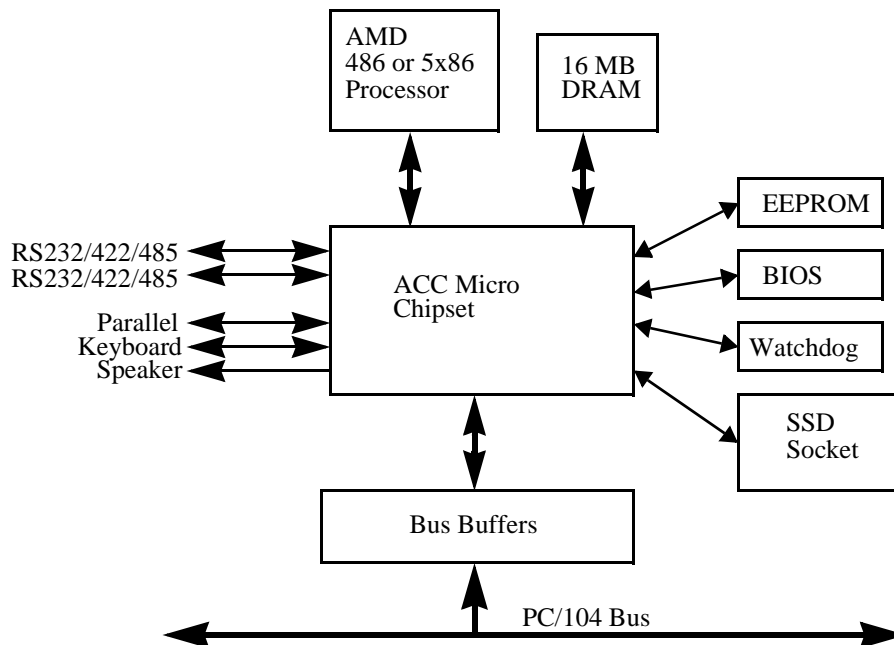 AMD
486 or 5x86
Processor
16 MB
DRAM
EEPROM
RS232/422/485
RS232/422/485
ACC Micro
Chipset
BIOS
Parallel
Keyboard
Speaker
Watchdog
SSD
Socket
Bus Buffers
PC/104 Bus